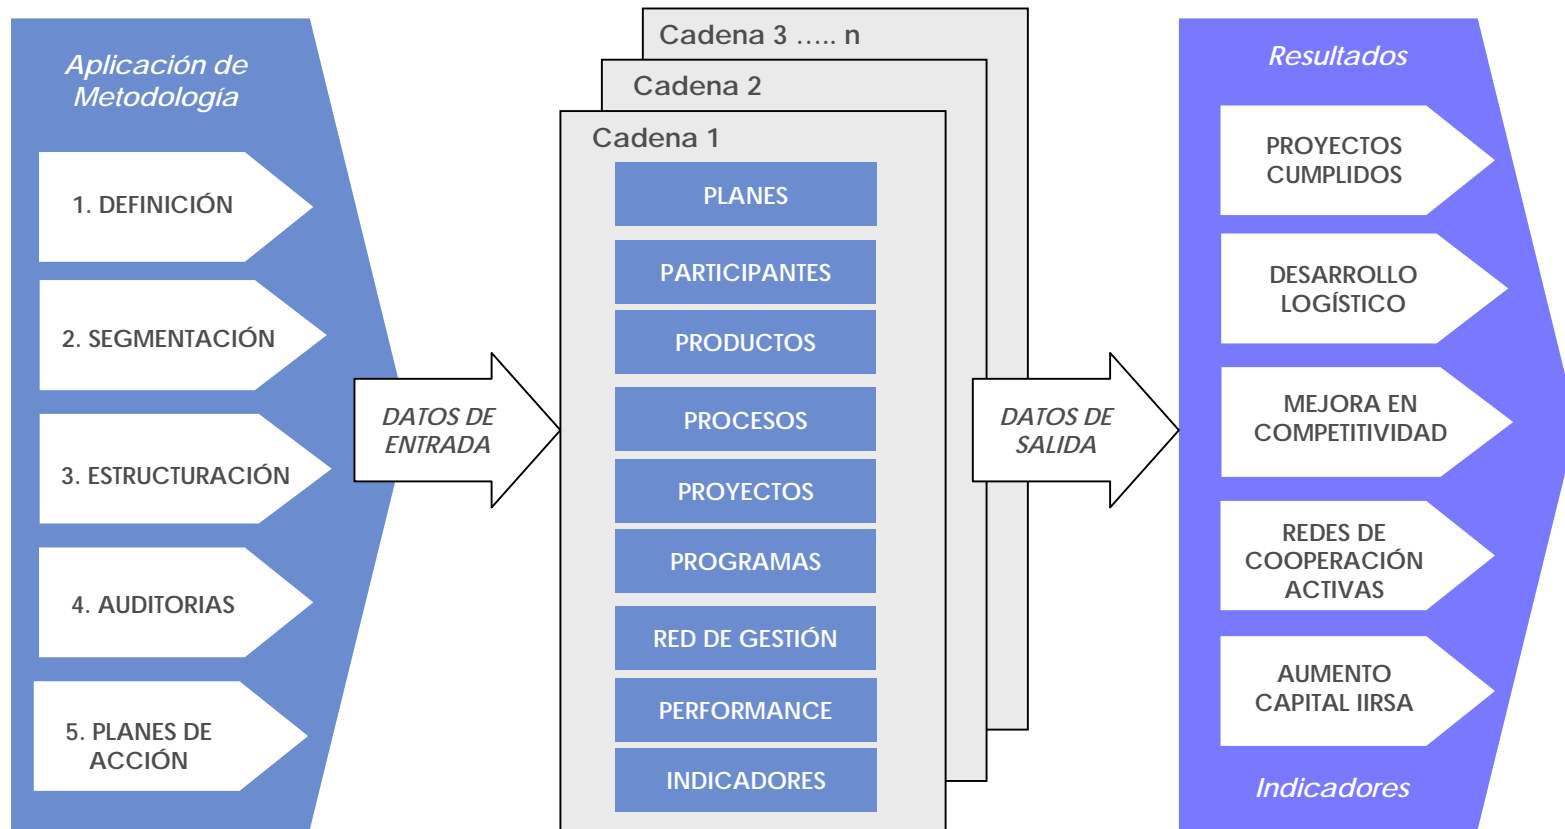 Aplicación de
Metodología
1. DEFINICIÓN
2. SEGMENTACIÓN
3. ESTRUCTURACIÓN
4. AUDITORIAS
5. PLANES DE
ACCIÓN
DATOS DE
ENTRADA
Cadena 3 ..... n
Cadena 2
Cadena 1
PLANES
PARTICIPANTES
PRODUCTOS
PROCESOS
PROYECTOS
PROGRAMAS
RED DE GESTIÓN
PERFORMANCE
INDICADORES
DATOS DE
SALIDA
Resultados
PROYECTOS
CUMPLIDOS
DESARROLLO
LOGÍSTICO
MEJORA EN
COMPETITIVIDAD
REDES DE
COOPERACIÓN
ACTIVAS
AUMENTO
CAPITAL IIRSA
Indicadores